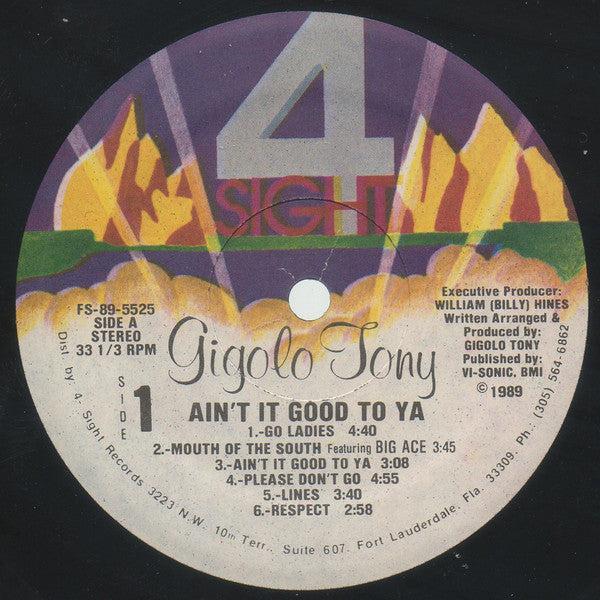 4
SIGHT
FS-89-5525
SIDE A
STEREO
33 1/3 RPM
Executive Producer:
WILLIAM (BILLY) HINES
Written Arranged &
Produced by:
GIGOLO TONY
Published by:
VI-SONIC, BMI
© 1989
Gigolo Tony
SIDE 1
AIN'T IT GOOD TO YA
1.-GO LADIES 4:40
2.-MOUTH OF THE SOUTH Featuring BIG ACE 3:45
3.-AIN'T IT GOOD TO YA 3:08
4.-PLEASE DON'T GO 4:55
5.-LINES 3:40
6.-RESPECT 2:58
Dist. by 4- Sight Records 3223 N.W. 10th Terr., Suite 607, Fort Lauderdale, Fla. 33309. Ph.. (305) 564-6862